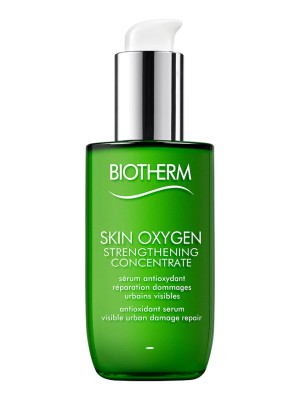 BIOTHERM
SKIN OXYGEN
STRENGTHENING
CONCENTRATE
sérum antioxydant
réparation dommages
urbains visibles
antioxidant serum
visible urban damage repair